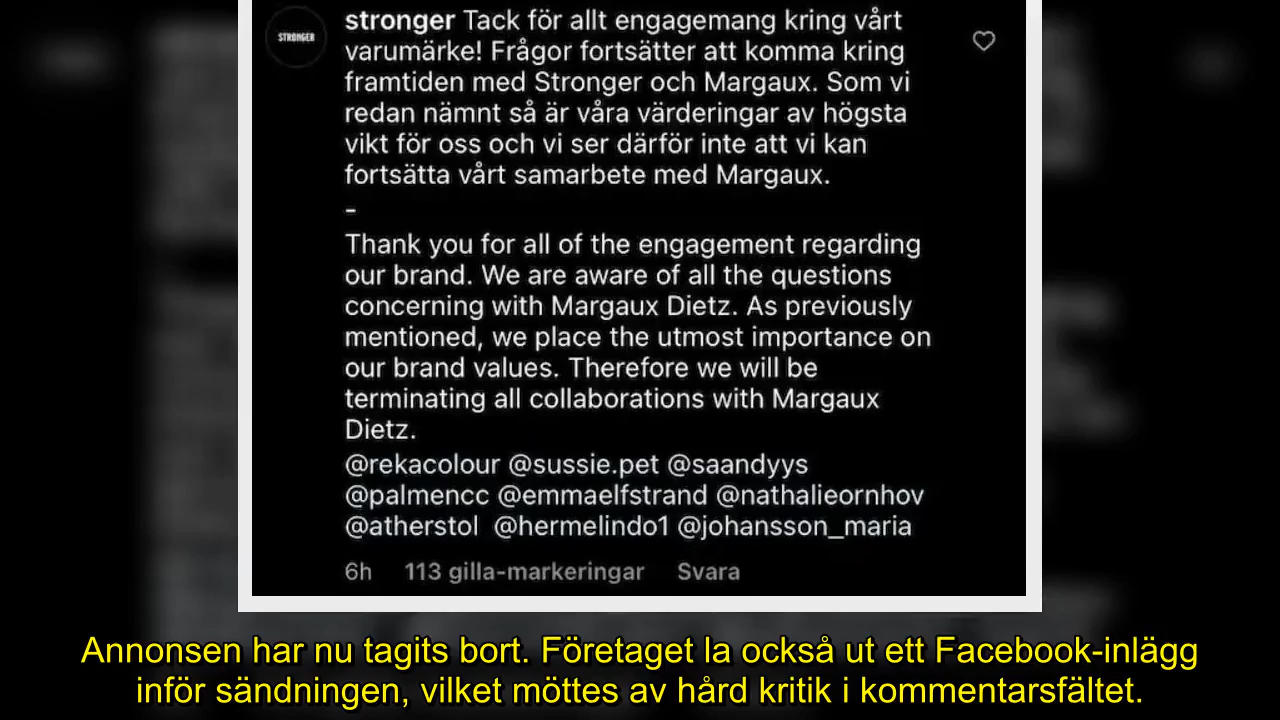 STRONGER
stronger Tack för allt engagemang kring vårt
varumärke! Frågor fortsätter att komma kring
framtiden med Stronger och Margaux. Som vi
redan nämnt så är våra värderingar av högsta
vikt för oss och vi ser därför inte att vi kan
fortsätta vårt samarbete med Margaux.
-
Thank you for all of the engagement regarding
our brand. We are aware of all the questions
concerning with Margaux Dietz. As previously
mentioned, we place the utmost importance on
our brand values. Therefore we will be
terminating all collaborations with Margaux
Dietz.
@rekacolour @sussie.pet @saandyys
@palmencc @emmaelfstrand @nathalieornhov
@atherstol @hermelindo1 @johansson_maria
6h 113 gilla-markeringar Svara
Annonsen har nu tagits bort. Företaget la också ut ett Facebook-inlägg
inför sändningen, vilket möttes av hård kritik i kommentarsfältet.